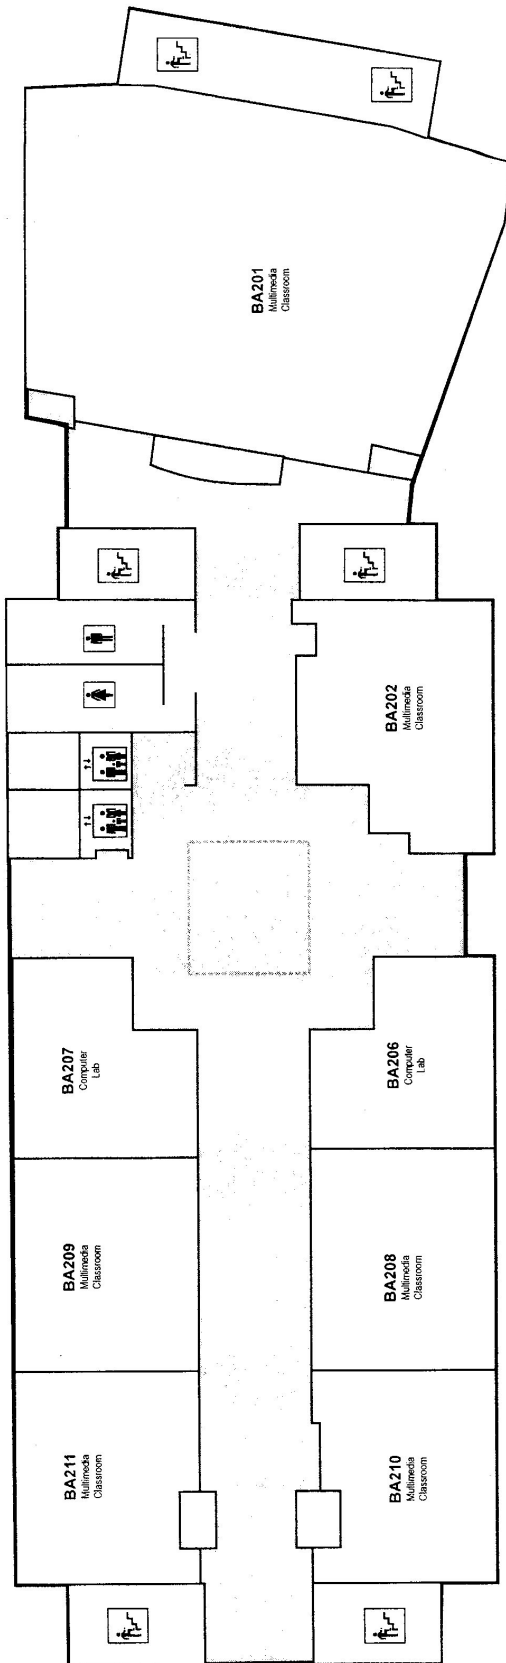 BA201
Multimedia
Classroom
BA202
Multimedia
Classroom
BA207
Computer
Lab
BA206
Computer
Lab
BA209
Multimedia
Classroom
BA208
Multimedia
Classroom
BA211
Multimedia
Classroom
BA210
Multimedia
Classroom